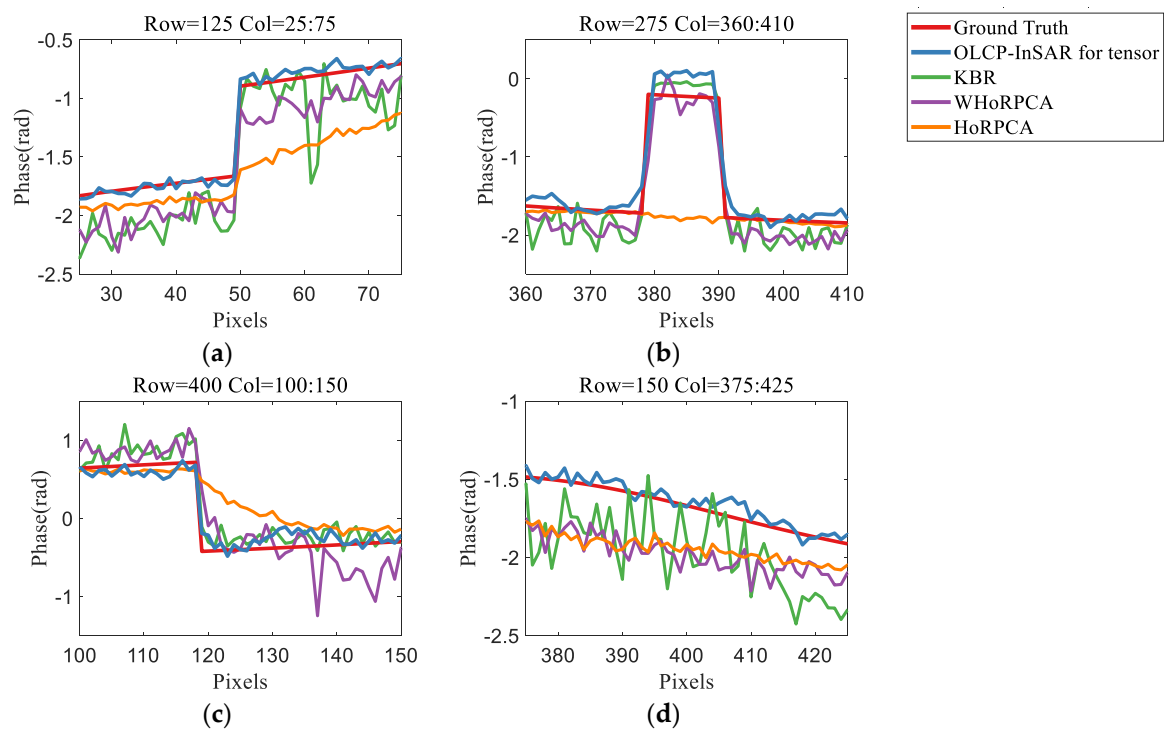 Row=125 Col=25:75
-0.5
-1
-1.5
-2
-2.5
Phase(rad)
30 40 50 60 70
Pixels
(a)
Row=275 Col=360:410
0
-1
-2
Phase(rad)
360 370 380 390 400 410
Pixels
(b)
Ground Truth
OLCP-InSAR for tensor
KBR
WHoRPCA
HoRPCA
Row=400 Col=100:150
1
0
-1
Phase(rad)
100 110 120 130 140 150
Pixels
(c)
Row=150 Col=375:425
-1
-1.5
-2
-2.5
Phase(rad)
380 390 400 410 420
Pixels
(d)